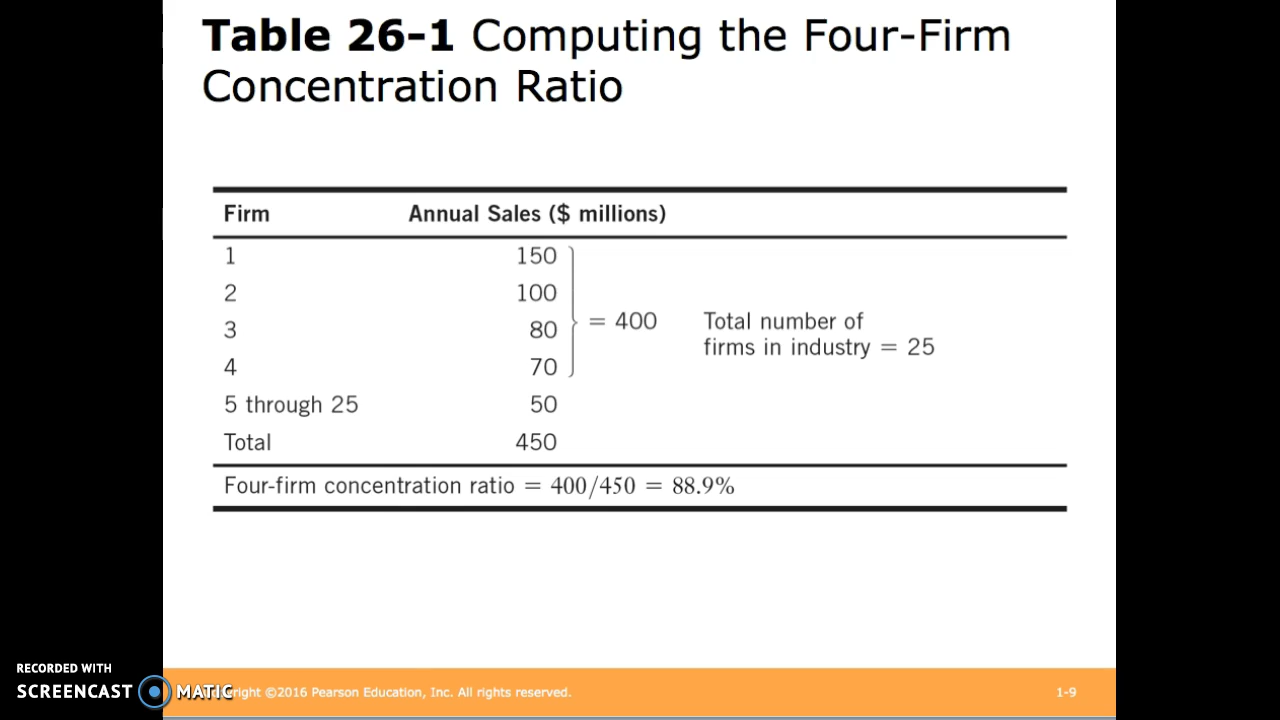 Table 26-1 Computing the Four-Firm
Concentration Ratio
Firm Annual Sales ($ millions)
1 150
2 100
3 80
4 70
= 400
Total number of
firms in industry = 25
5 through 25 50
Total 450
Four-firm concentration ratio = 400/450 = 88.9%
RECORDED WITH
SCREENCAST MATIC
right ©2016 Pearson Education, Inc. All rights reserved.
1-9